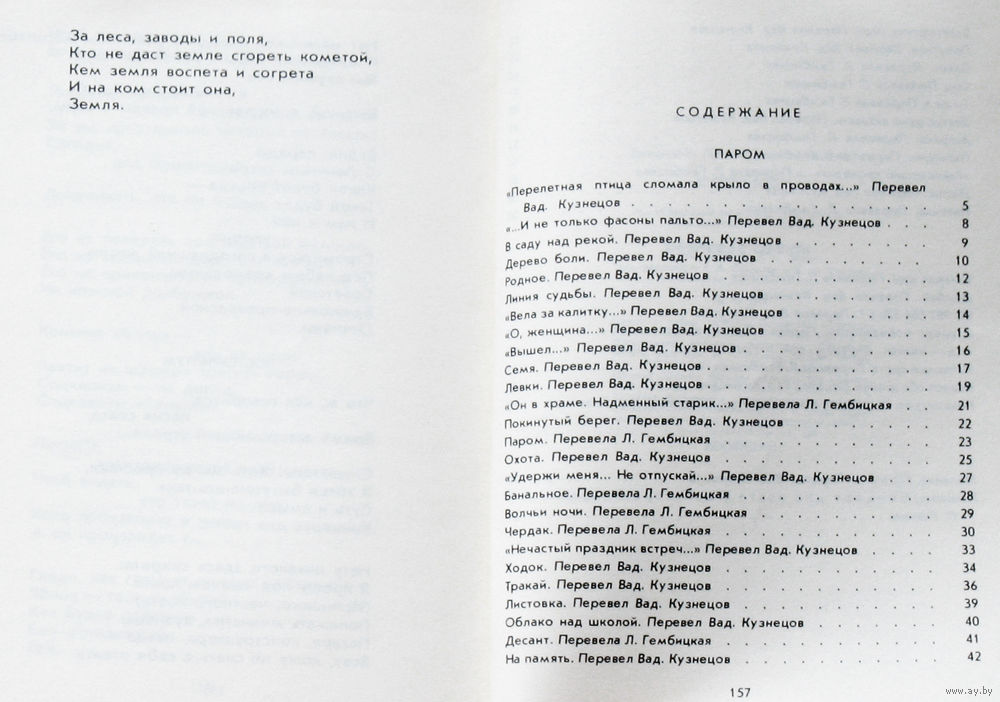 За леса, заводы и поля,
Кто не даст земле сгореть кометой,
Кем земля воспета и согрета
И на ком стоит она,
Земля.
СОДЕРЖАНИЕ
ПАРОМ
«Перелетная птица сломала крыло в проводах...» Перевел
Вад. Кузнецов . . . . . . . . . . . . . . . . . 5
«...И не только фасоны пальто...» Перевел Вад. Кузнецов . . . 8
В саду над рекой. Перевел Вад. Кузнецов . . . . . . . . 9
Дерево боли. Перевел Вад. Кузнецов . . . . . . . . . 10
Родное. Перевел Вад. Кузнецов . . . . . . . . . . . 12
Линия судьбы. Перевел Вад. Кузнецов . . . . . . . . . 13
«Вела за калитку...» Перевел Вад. Кузнецов . . . . . . . . 14
«О, женщина...» Перевел Вад. Кузнецов . . . . . . . . . 15
«Вышел...» Перевел Вад. Кузнецов . . . . . . . . . . 16
Семя. Перевел Вад. Кузнецов . . . . . . . . . . . . 17
Левки. Перевел Вад. Кузнецов . . . . . . . . . . . . 19
«Он в храме. Надменный старик...» Перевела Л. Гембицкая . . 21
Покинутый берег. Перевел Вад. Кузнецов . . . . . . . . 22
Паром. Перевела Л. Гембицкая . . . . . . . . . . . 23
Охота. Перевел Вад. Кузнецов . . . . . . . . . . . 25
«Удержи меня... Не отпускай...» Перевел Вад. Кузнецов . . . 27
Банальное. Перевела Л. Гембицкая . . . . . . . . . . 28
Волчьи ночи. Перевела Л. Гембицкая . . . . . . . . . 29
Чердак. Перевела Л. Гембицкая . . . . . . . . . . . 30
«Нечастый праздник встреч...» Перевел Вад. Кузнецов . . . . 33
Ходок. Перевел Вад. Кузнецов . . . . . . . . . . . 34
Тракай. Перевел Вад. Кузнецов . . . . . . . . . . . 36
Листовка. Перевел Вад. Кузнецов . . . . . . . . . . 39
Облако над школой. Перевел Вад. Кузнецов . . . . . . . 40
Десант. Перевела Л. Гембицкая . . . . . . . . . . . 41
На память. Перевел Вад. Кузнецов . . . . . . . . . . 42
157
www.ay.by